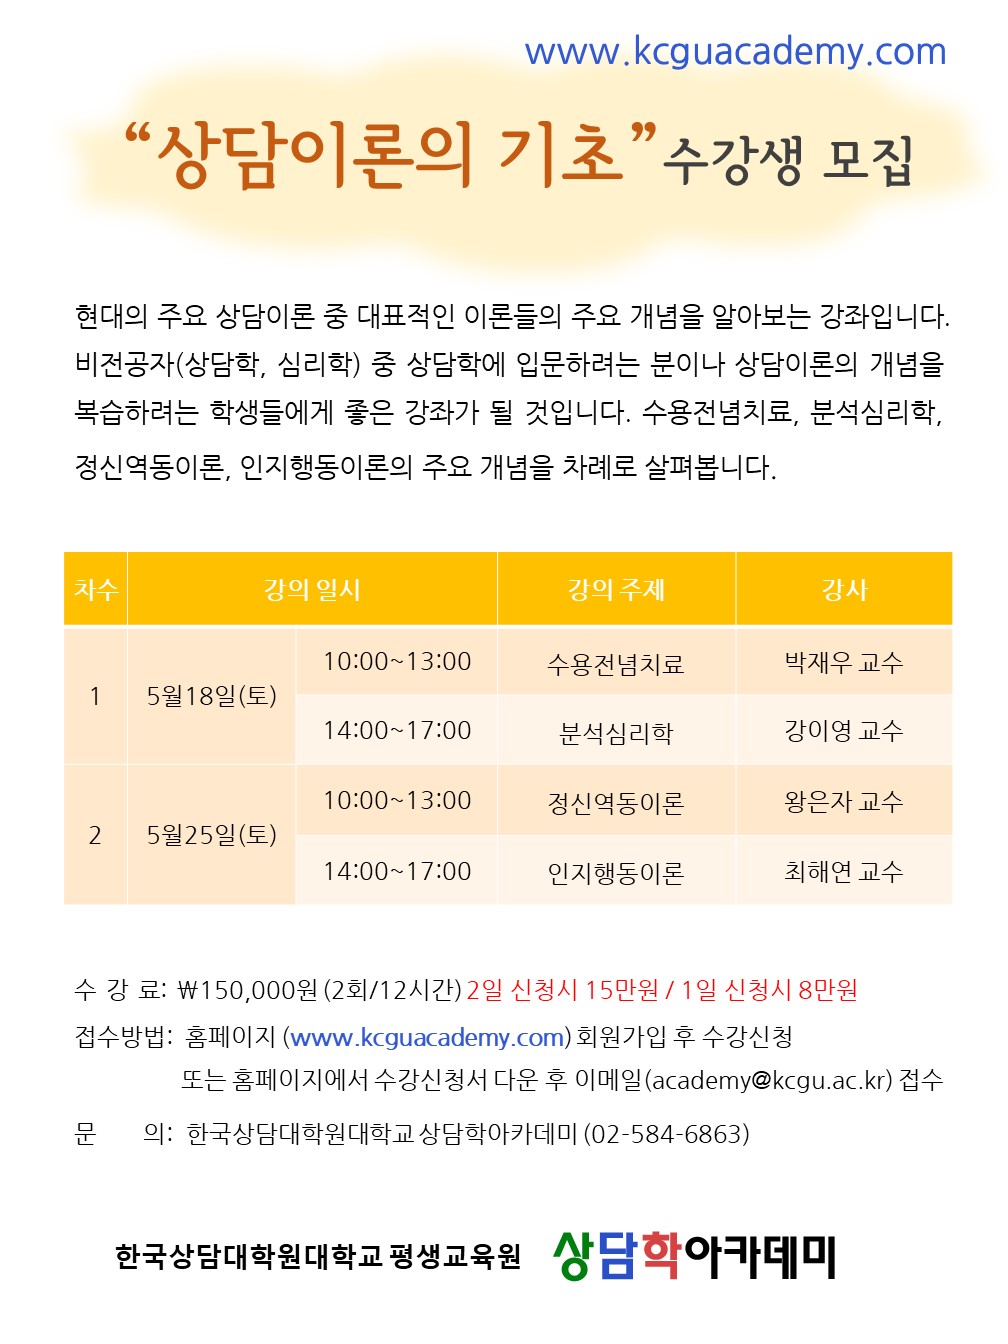 www.kcguacademy.com
“상담이론의 기초” 수강생 모집
현대의 주요 상담이론 중 대표적인 이론들의 주요 개념을 알아보는 강좌입니다.
비전공자(상담학, 심리학) 중 상담학에 입문하려는 분이나 상담이론의 개념을
복습하려는 학생들에게 좋은 강좌가 될 것입니다. 수용전념치료, 분석심리학,
정신역동이론, 인지행동이론의 주요 개념을 차례로 살펴봅니다.
차수 강의 일시 강의 주제 강사
1 5월18일(토) 10:00~13:00 수용전념치료 박재우 교수
14:00~17:00 분석심리학 강이영 교수
2 5월25일(토) 10:00~13:00 정신역동이론 왕은자 교수
14:00~17:00 인지행동이론 최해연 교수
수 강 료: ₩150,000원 (2회/12시간) 2일 신청시 15만원 / 1일 신청시 8만원
접수방법: 홈페이지 (www.kcguacademy.com) 회원가입 후 수강신청
또는 홈페이지에서 수강신청서 다운 후 이메일(academy@kcgu.ac.kr) 접수
문 의: 한국상담대학원대학교 상담학아카데미 (02-584-6863)
한국상담대학원대학교 평생교육원 상담학아카데미